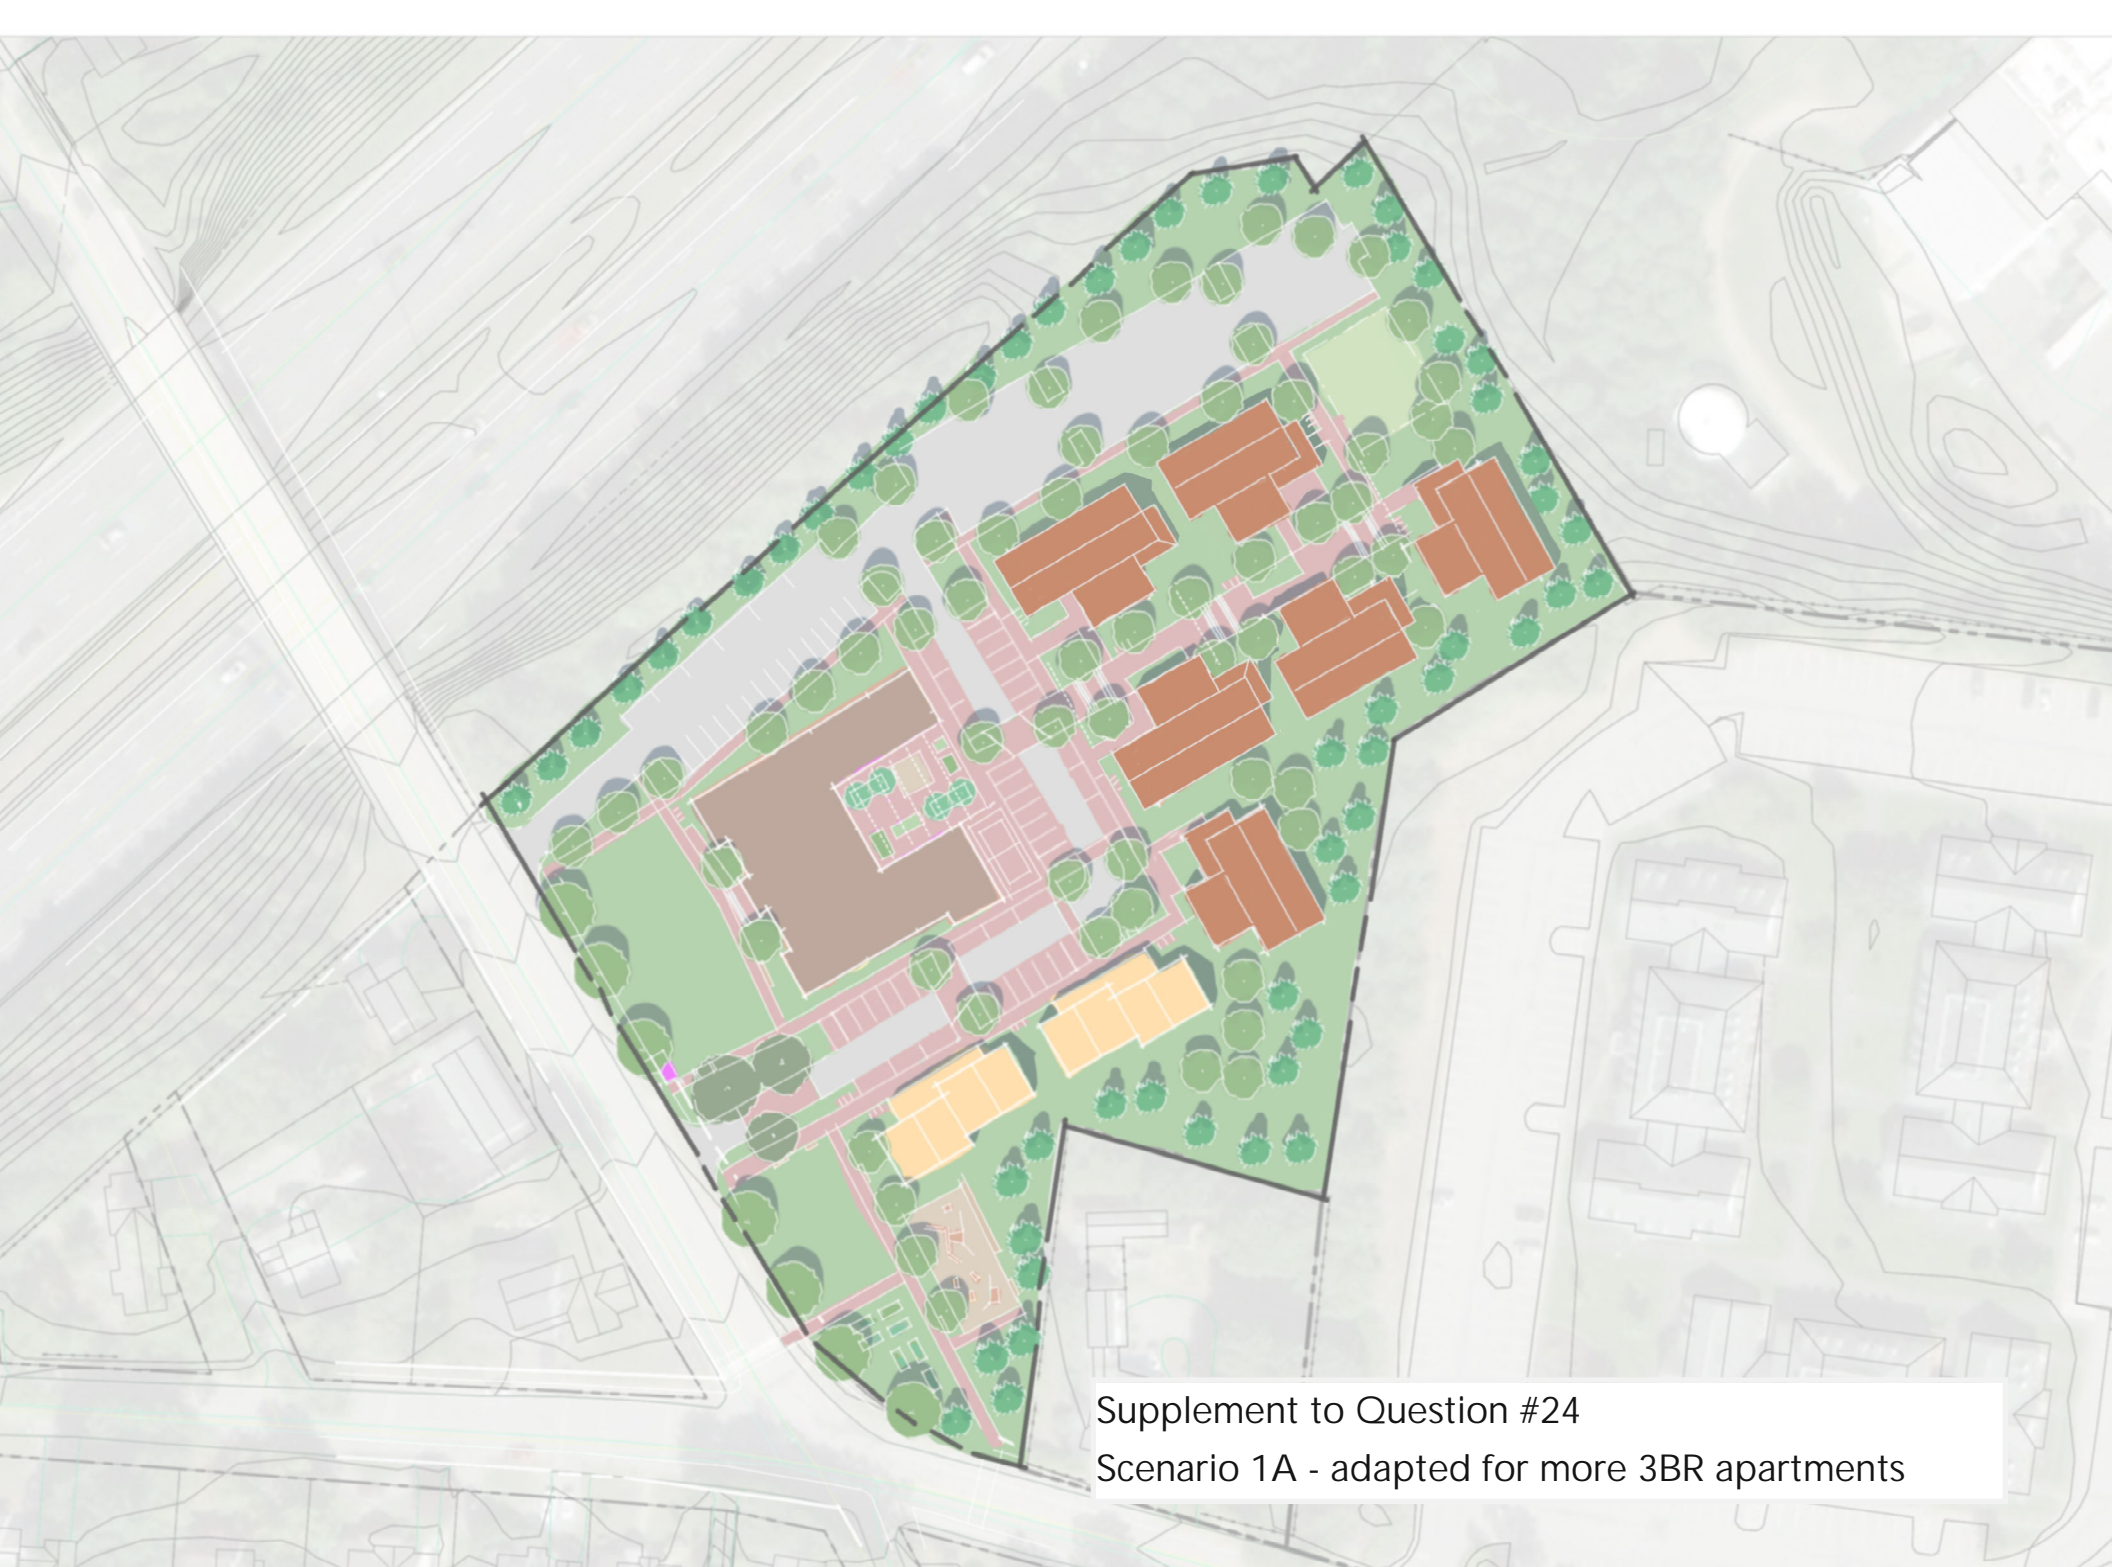 Supplement to Question #24
Scenario 1A - adapted for more 3BR apartments